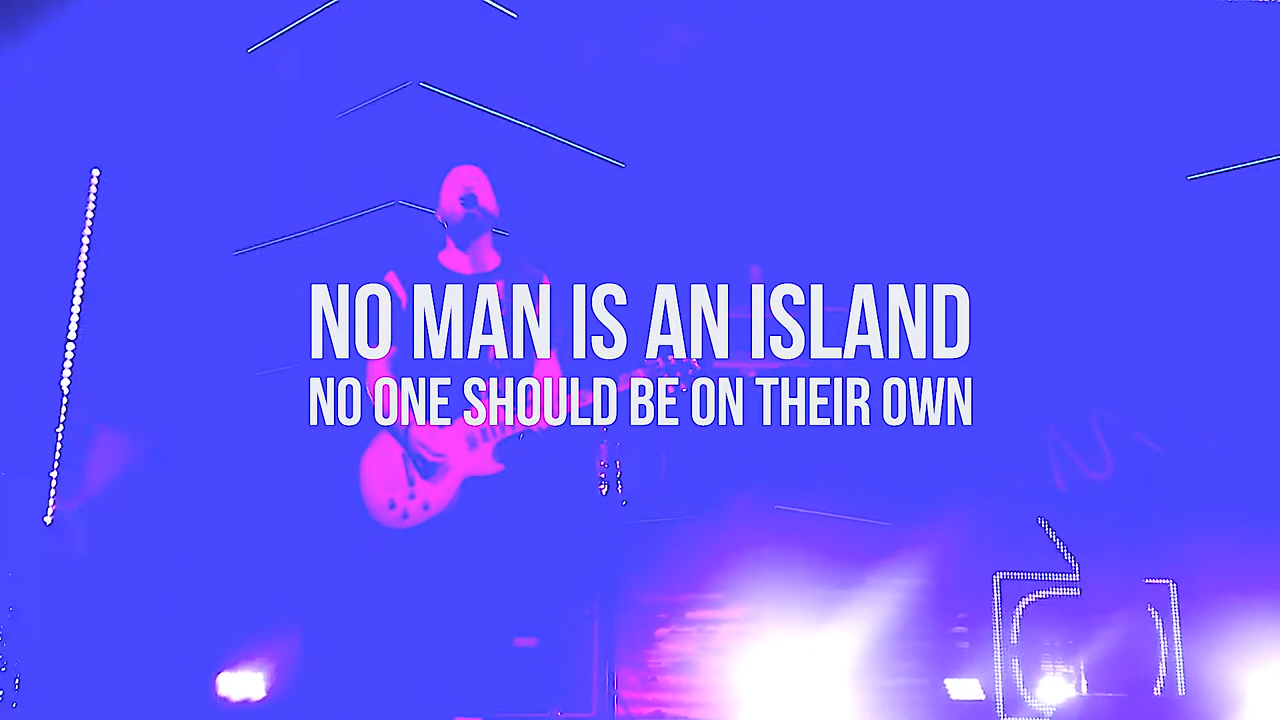 NO MAN IS AN ISLAND
NO ONE SHOULD BE ON THEIR OWN